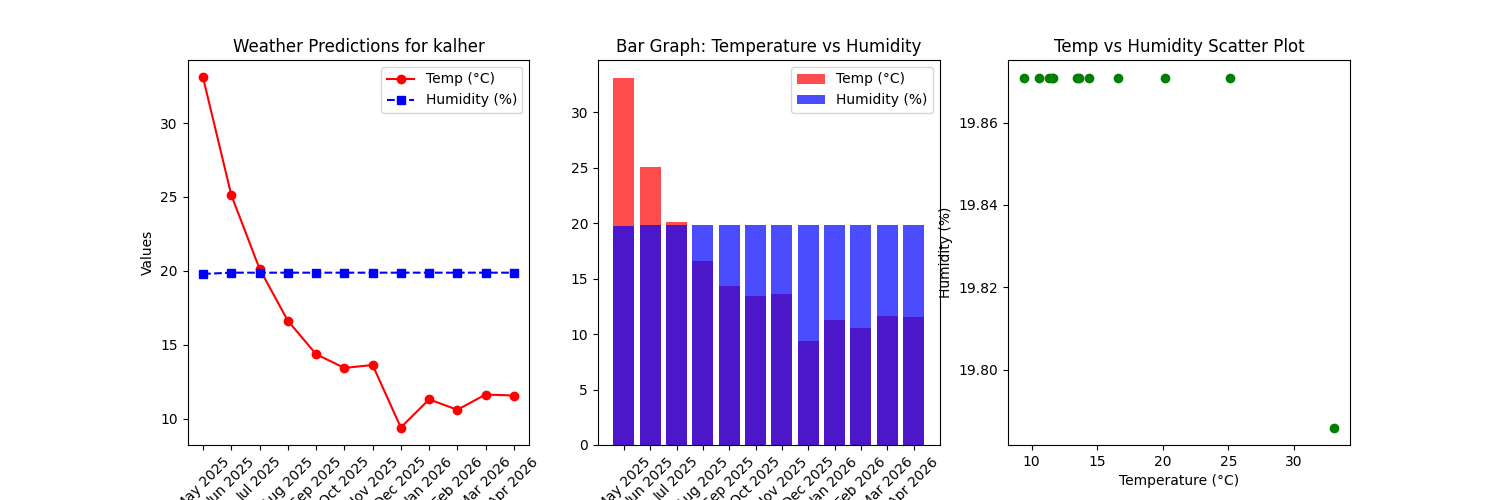 Weather Predictions for kalher
Temp (°C)
Humidity (%)
Values
30
25
20
15
10
May 2025
Jun 2025
Jul 2025
Aug 2025
Sep 2025
Oct 2025
Nov 2025
Dec 2025
Jan 2026
Feb 2026
Mar 2026
Apr 2026
Bar Graph: Temperature vs Humidity
Temp (°C)
Humidity (%)
30
25
20
15
10
5
0
May 2025
Jun 2025
Jul 2025
Aug 2025
Sep 2025
Oct 2025
Nov 2025
Dec 2025
Jan 2026
Feb 2026
Mar 2026
Apr 2026
Temp vs Humidity Scatter Plot
Humidity (%)
19.86
19.84
19.82
19.80
10
15
20
25
30
Temperature (°C)